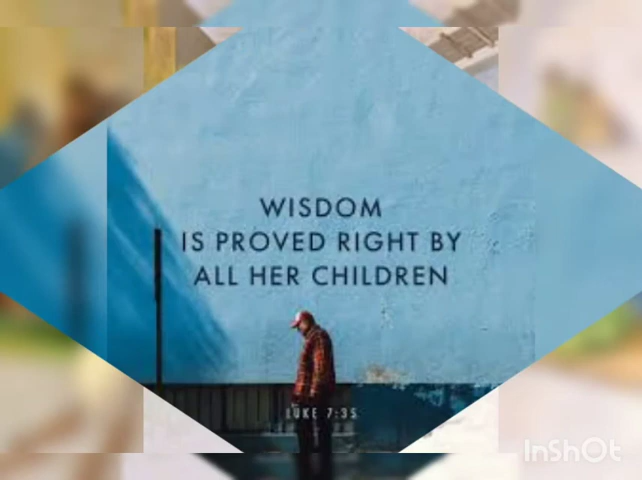 WISDOM
IS PROVED RIGHT BY
ALL HER CHILDREN
LUKE 7:35
InShOt